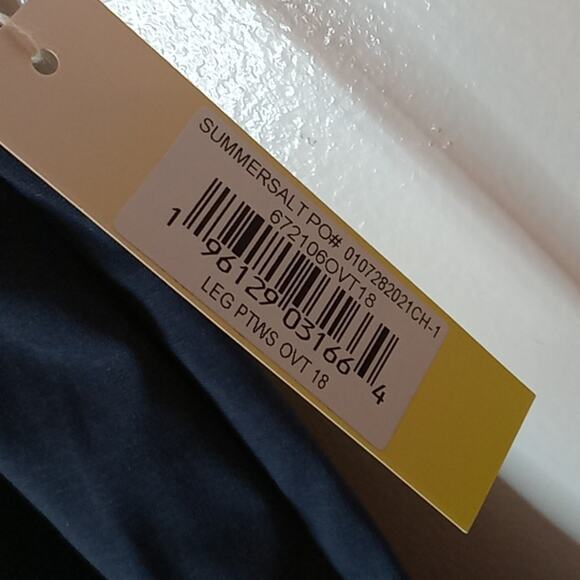 SUMMERSALT PO# 0107282021CH-1
672106OVT18
1 96129 03166 4
LEG PTWS OVT 18